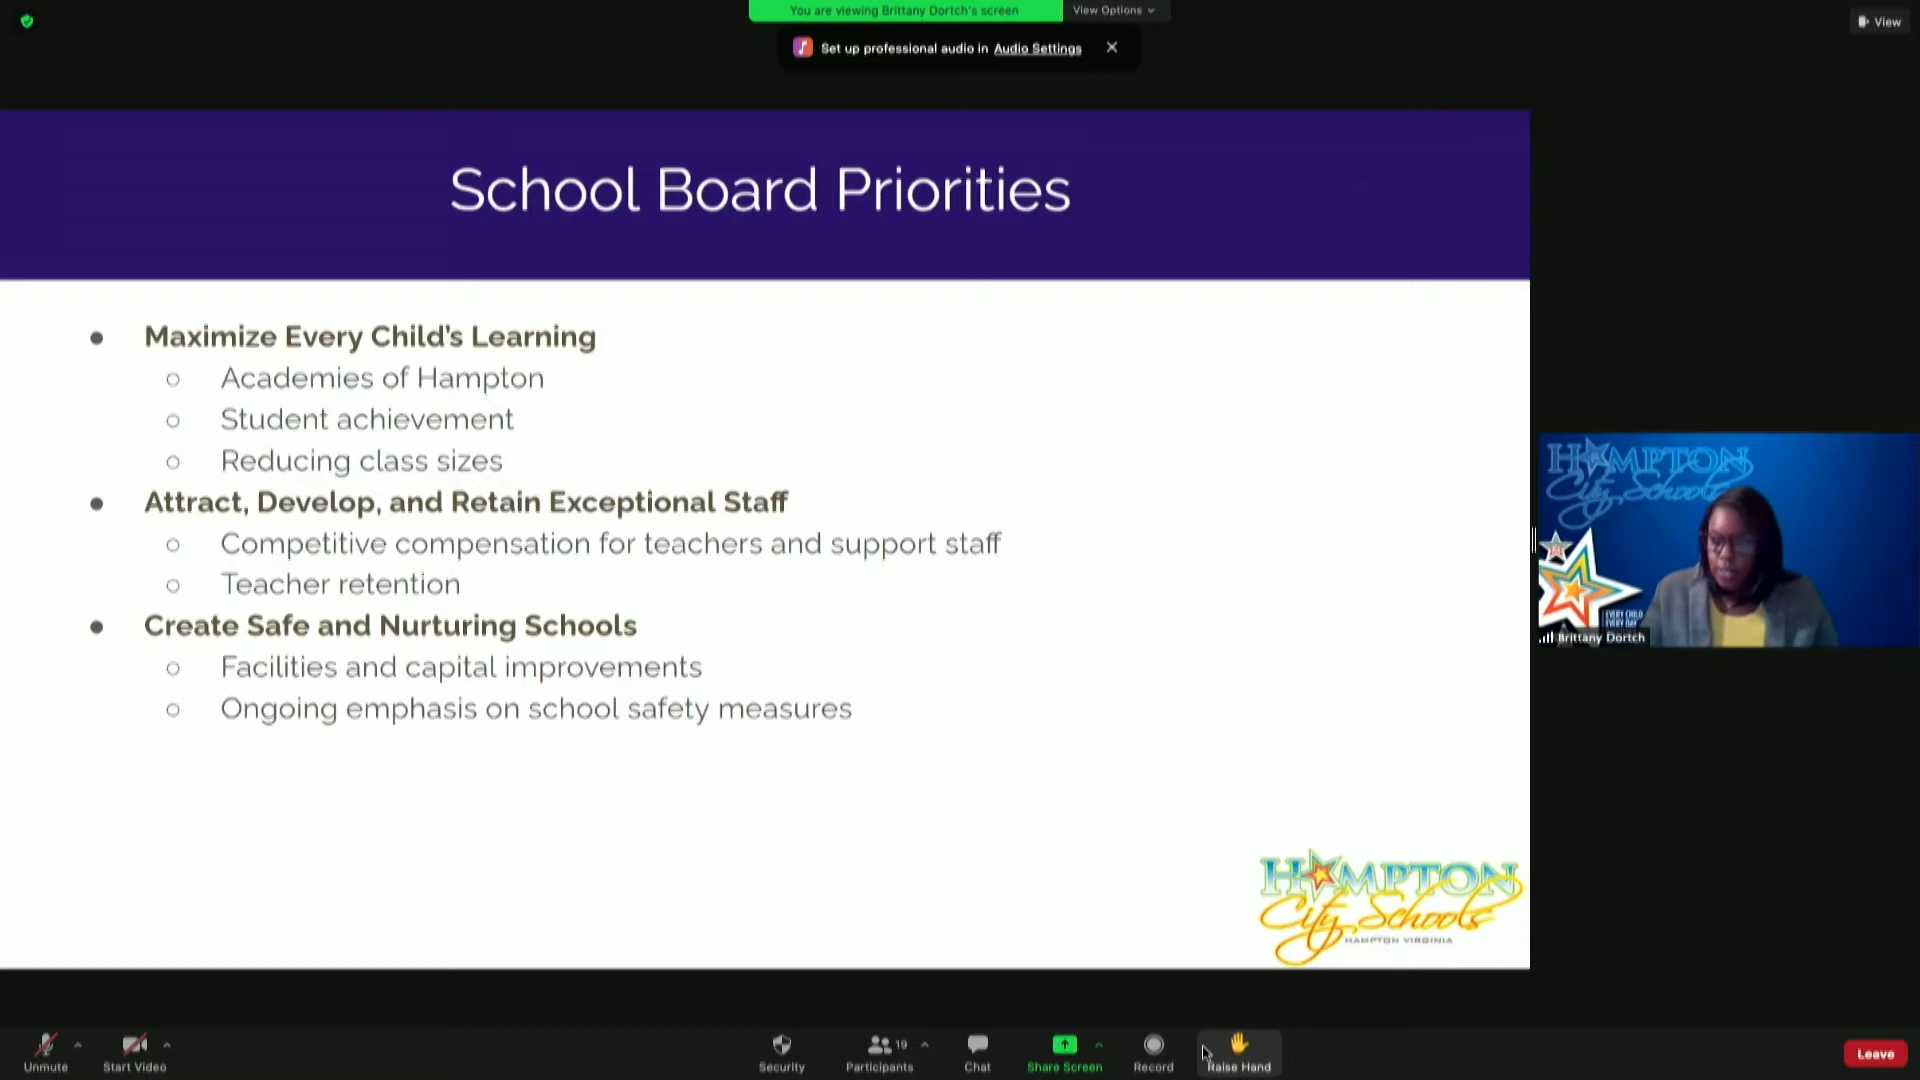 You are viewing Brittany Dortch's screen
View Options
View
Set up professional audio in Audio Settings
School Board Priorities
Maximize Every Child's Learning
Academies of Hampton
Student achievement
Reducing class sizes
Attract, Develop, and Retain Exceptional Staff
Competitive compensation for teachers and support staff
Teacher retention
Create Safe and Nurturing Schools
Facilities and capital improvements
Ongoing emphasis on school safety measures
HAMPTON
City Schools
HAMPTON VIRGINIA
HAMPTON
City Schools
EVERY CHILD
EVERY DAY
Brittany Dortch
Unmute
Start Video
Security
Participants
19
Chat
Share Screen
Record
Raise Hand
Leave